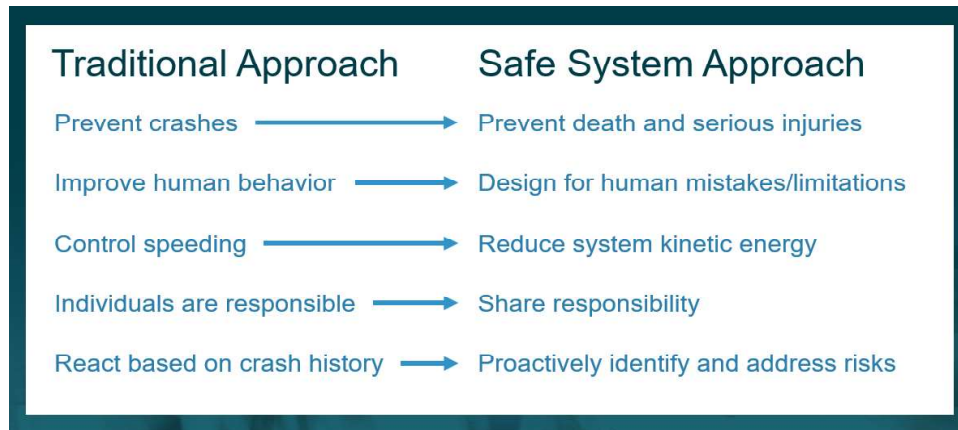 Traditional Approach
Safe System Approach
Prevent crashes
Prevent death and serious injuries
Improve human behavior
Design for human mistakes/limitations
Control speeding
Reduce system kinetic energy
Individuals are responsible
Share responsibility
React based on crash history
Proactively identify and address risks